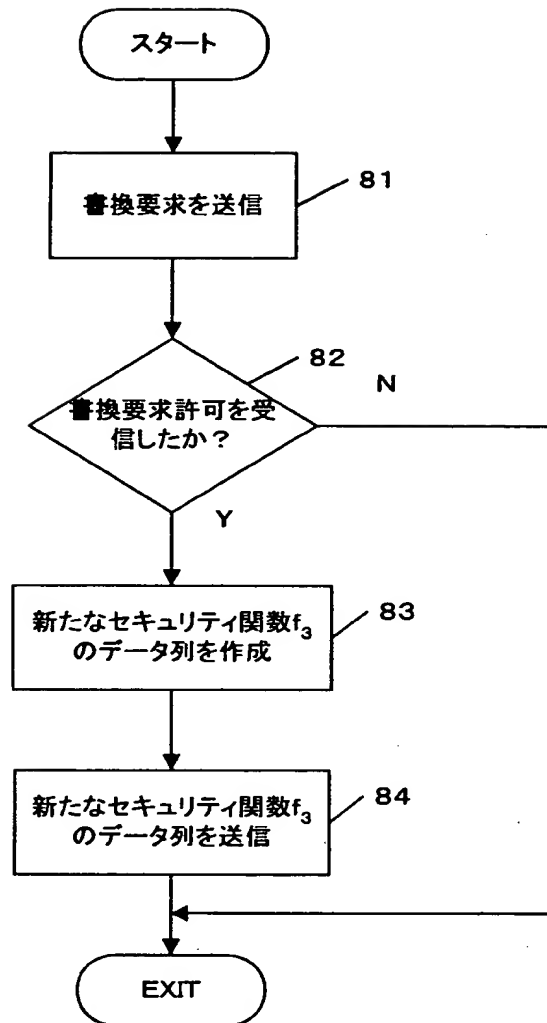 スタート
書換要求を送信
81
82
N
書換要求許可を受
信したか？
Y
新たなセキュリティ関数f₃
のデータ列を作成
83
新たなセキュリティ関数f₃
のデータ列を送信
84
EXIT